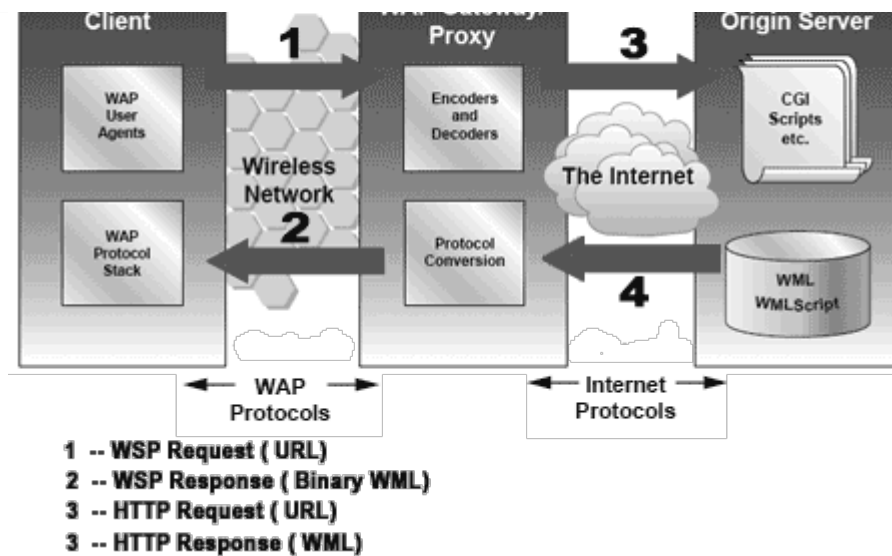 Client
WAP Gateway/
Proxy
Origin Server
1
3
WAP
User
Agents
Encoders
and
Decoders
CGI
Scripts
etc.
Wireless
Network
The Internet
2
4
WAP
Protocol
Stack
Protocol
Conversion
WML
WMLScript
WAP
Protocols
Internet
Protocols
1 -- WSP Request ( URL)
2 -- WSP Response ( Binary WML)
3 -- HTTP Request ( URL)
3 -- HTTP Response ( WML)